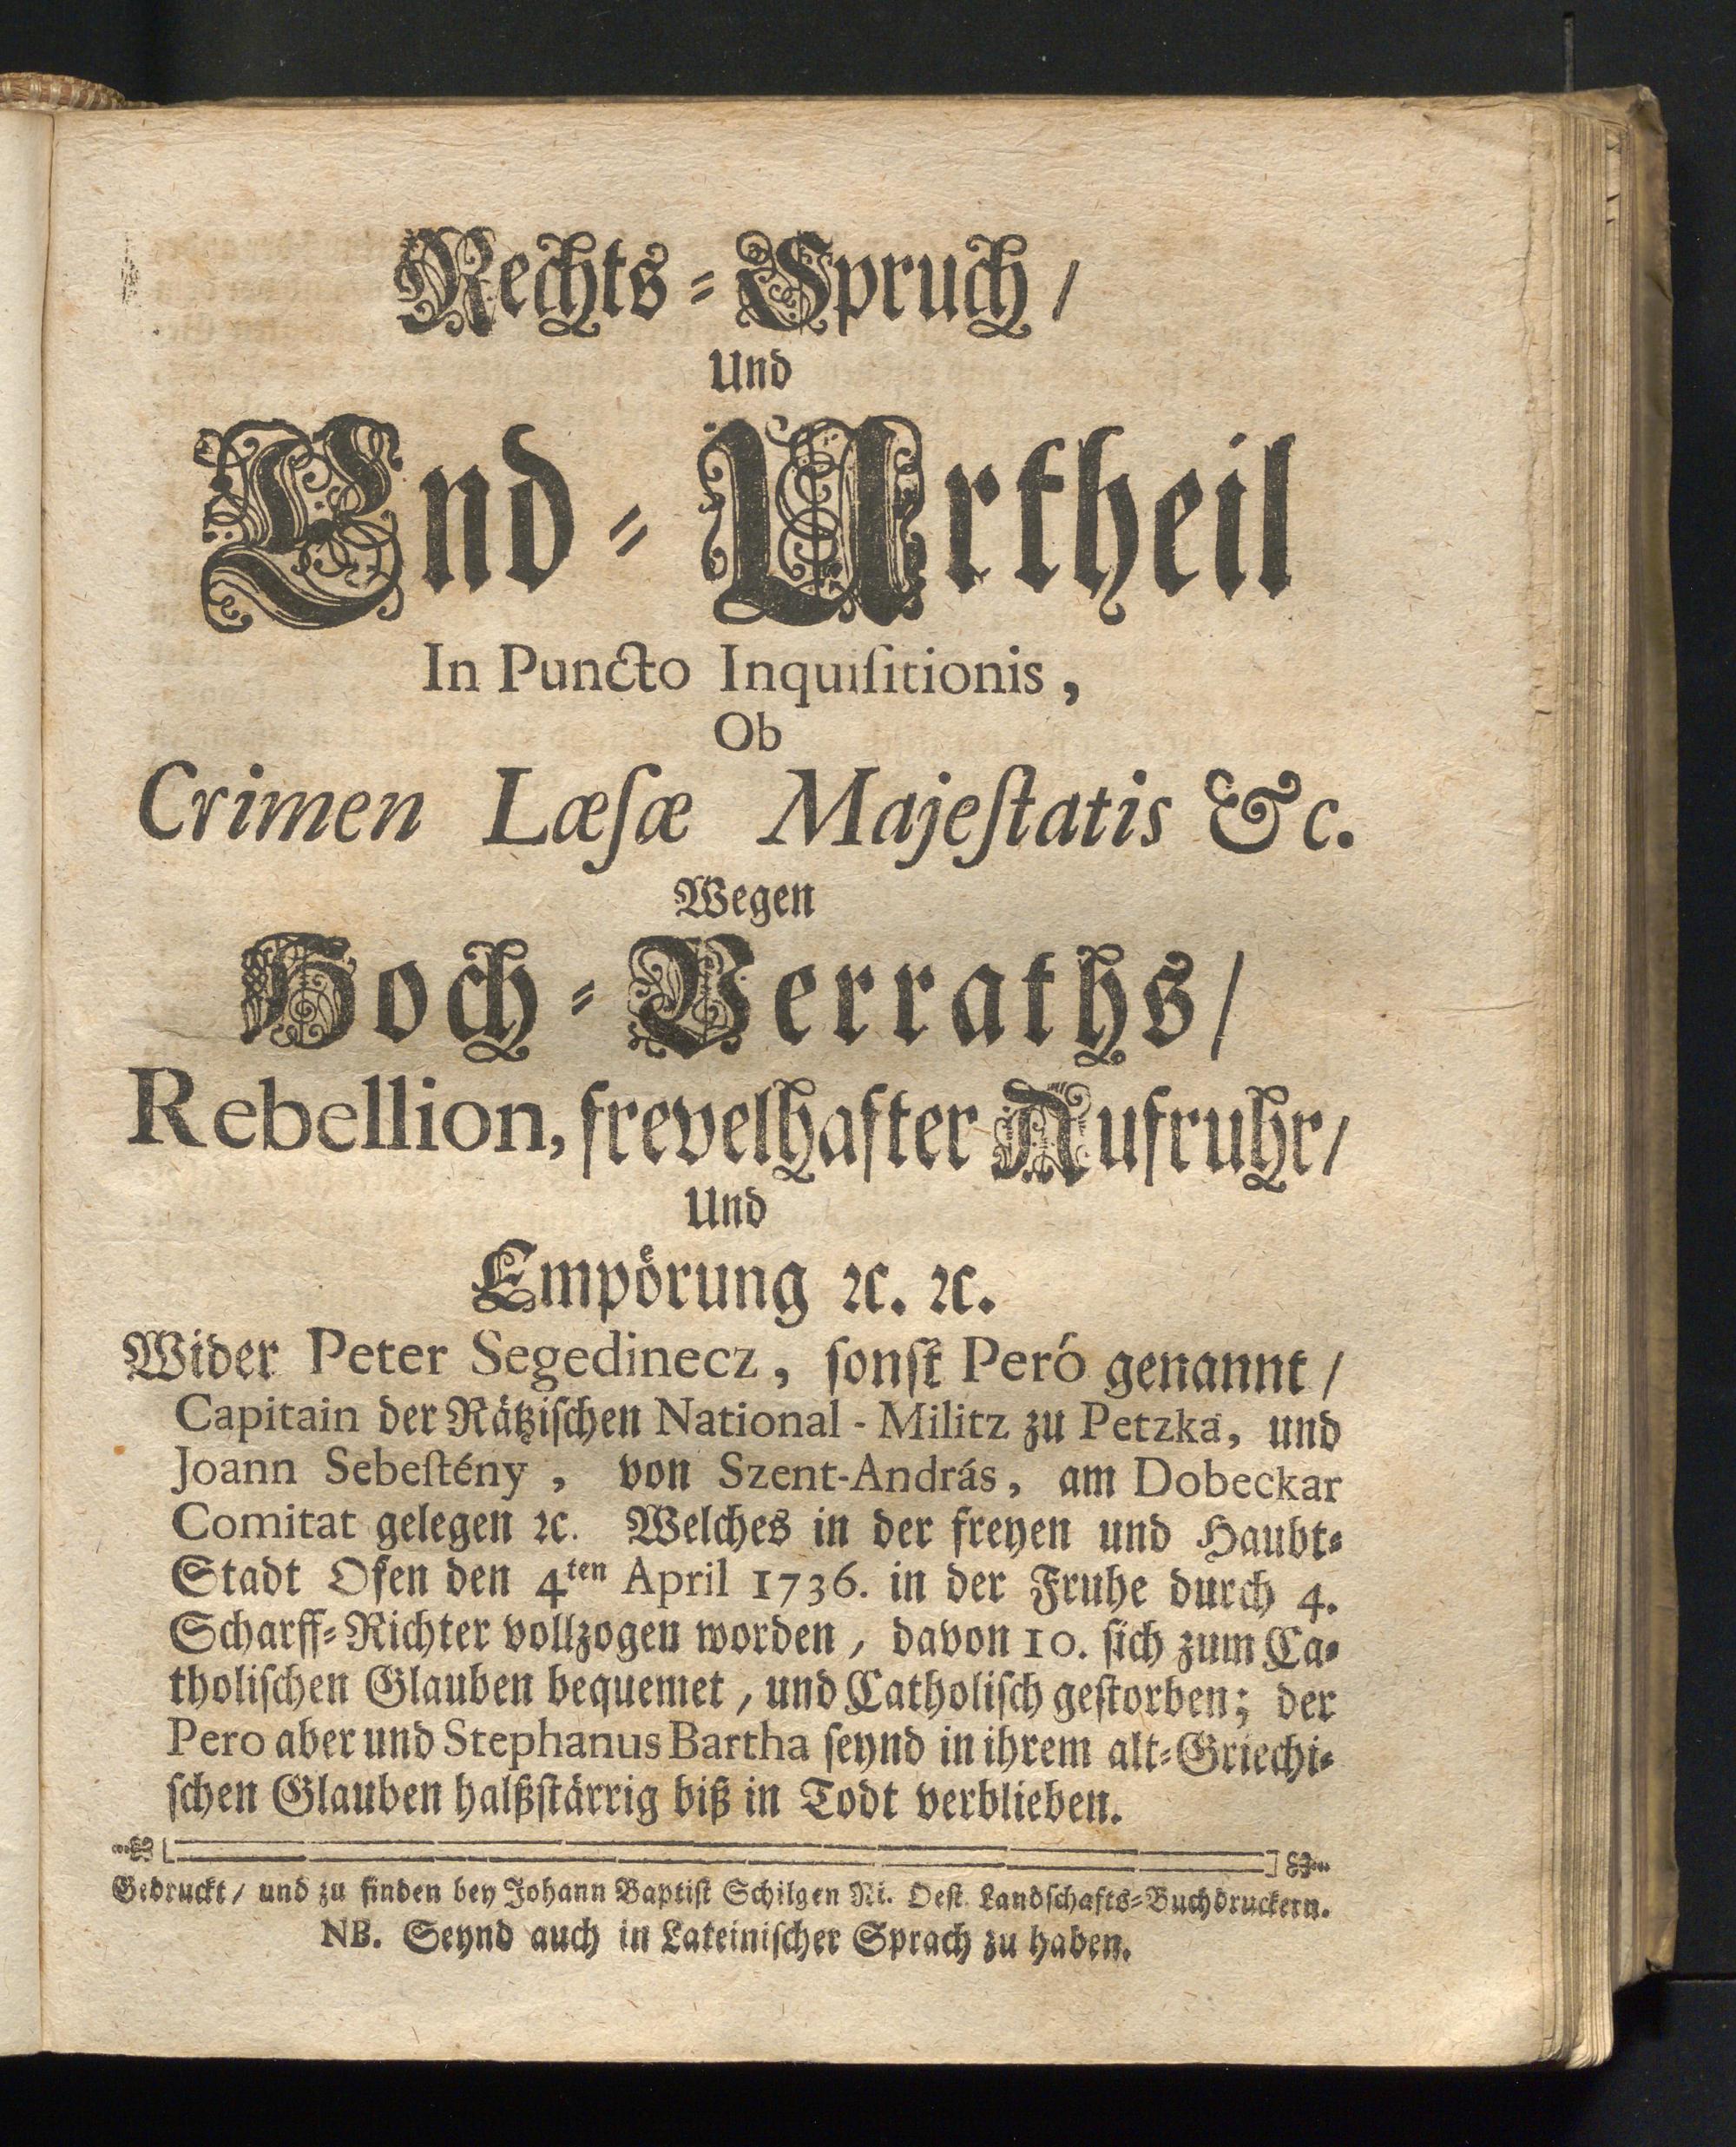 Rechts-Spruch /
Und
End-Urtheil
In Puncto Inquisitionis,
Ob
Crimen Læsæ Majestatis &c.
Wegen
Hoch-Verraths/
Rebellion, frevelhafter Aufruhr/
Und
Empörung ꝛc. ꝛc.
Wider Peter Segedinecz, sonst Peró genannt /
Capitain der Rätzischen National-Militz zu Petzka, und
Joann Sebestény, von Szent-András, am Dobeckar
Comitat gelegen ꝛc. Welches in der freyen und Haubt-
Stadt Ofen den 4ten April 1736. in der Fruhe durch 4.
Scharff-Richter vollzogen worden, davon 10. sich zum Ca-
tholischen Glauben bequemet, und Catholisch gestorben; der
Pero aber und Stephanus Bartha seynd in ihrem alt-Griechi-
schen Glauben halßstärrig biß in Todt verblieben.
Gedruckt/ und zu finden bey Johann Baptist Schilgen Ni. Oest. Landschafts-Buchdruckern.
NB. Seynd auch in Lateinischer Sprach zu haben.